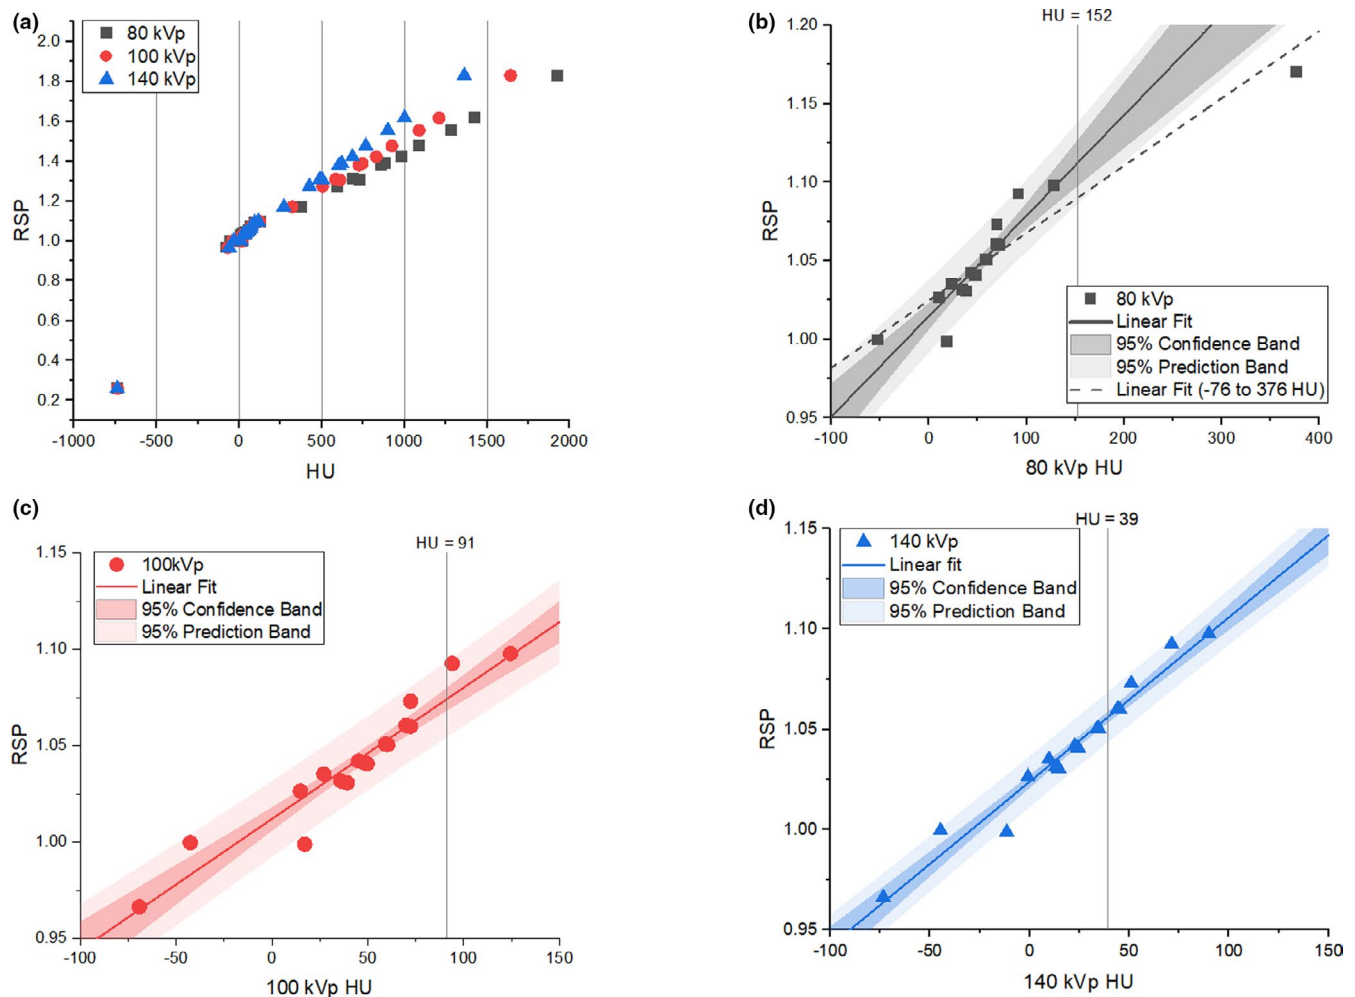 (a)
80 kVp
100 kVp
140 kVp
2.0
1.8
1.6
1.4
1.2
1.0
0.8
0.6
0.4
0.2
RSP
-1000 -500 0 500 1000 1500 2000
HU
(b)
HU = 152
1.20
1.15
1.10
1.05
1.00
0.95
RSP
80 kVp
Linear Fit
95% Confidence Band
95% Prediction Band
Linear Fit (-76 to 376 HU)
-100 0 100 200 300 400
80 kVp HU
(c)
HU = 91
1.15
1.10
1.05
1.00
0.95
RSP
100kVp
Linear Fit
95% Confidence Band
95% Prediction Band
-100 -50 0 50 100 150
100 kVp HU
(d)
HU = 39
1.15
1.10
1.05
1.00
0.95
RSP
140 kVp
Linear fit
95% Confidence Band
95% Prediction Band
-100 -50 0 50 100 150
140 kVp HU